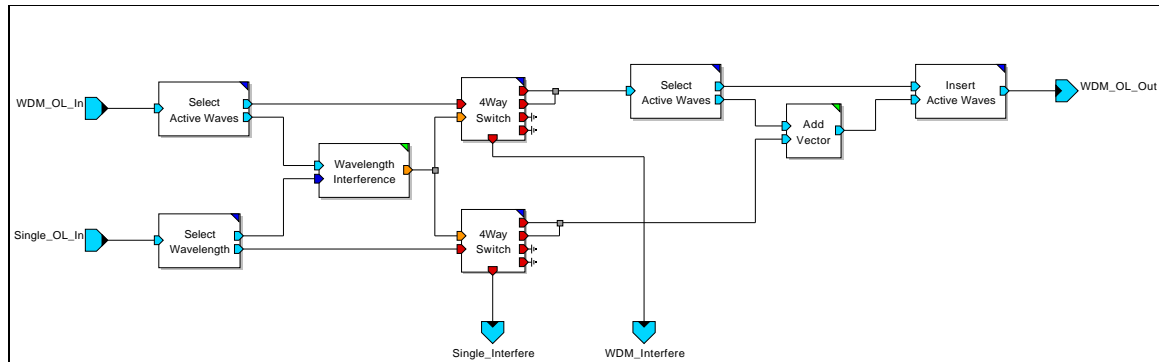 WDM_OL_In
Select
Active Waves
4Way
Switch
Select
Active Waves
Insert
Active Waves
WDM_OL_Out
Add
Vector
Wavelength
Interference
Single_OL_In
Select
Wavelength
4Way
Switch
Single_Interfere
WDM_Interfere